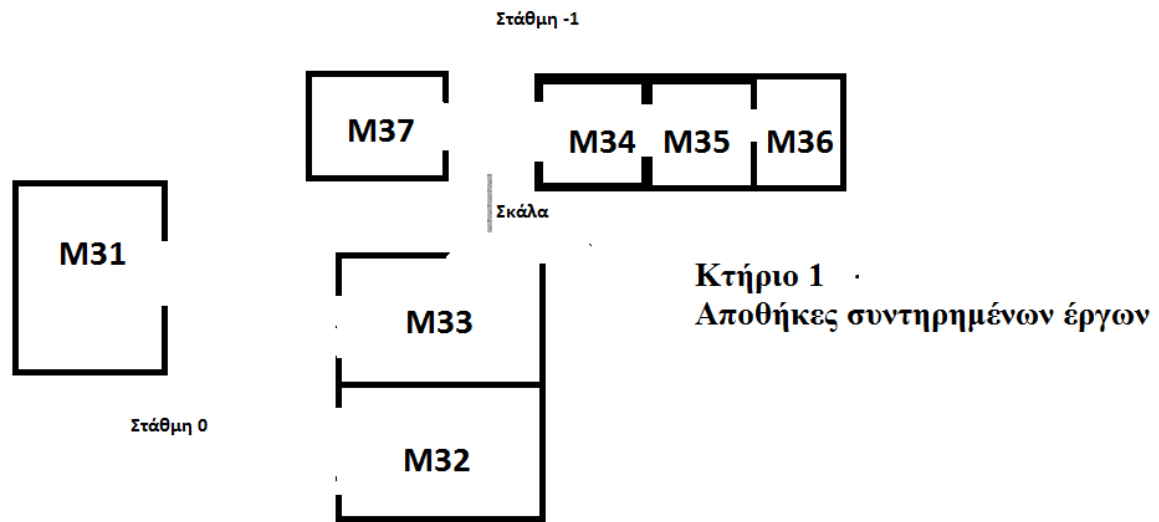 Στάθμη -1
M37
M34
M35
M36
Σκάλα
M31
M33
Κτήριο 1
Αποθήκες συντηρημένων έργων
Στάθμη 0
M32